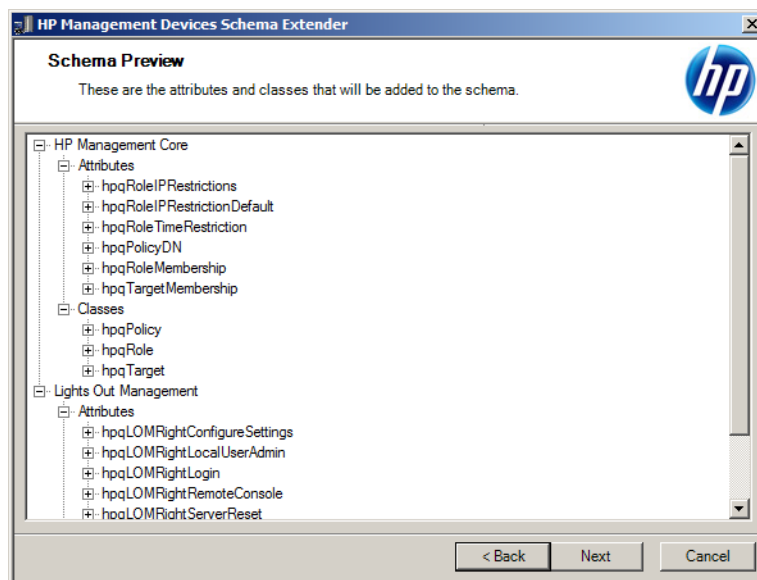 HP Management Devices Schema Extender
Schema Preview
These are the attributes and classes that will be added to the schema.
hp
HP Management Core
Attributes
hpqRoleIPRestrictions
hpqRoleIPRestrictionDefault
hpqRoleTimeRestriction
hpqPolicyDN
hpqRoleMembership
hpqTargetMembership
Classes
hpqPolicy
hpqRole
hpqTarget
Lights Out Management
Attributes
hpqLOMRightConfigureSettings
hpqLOMRightLocalUserAdmin
hpqLOMRightLogin
hpqLOMRightRemoteConsole
hpqLOMRightServerReset
< Back Next Cancel